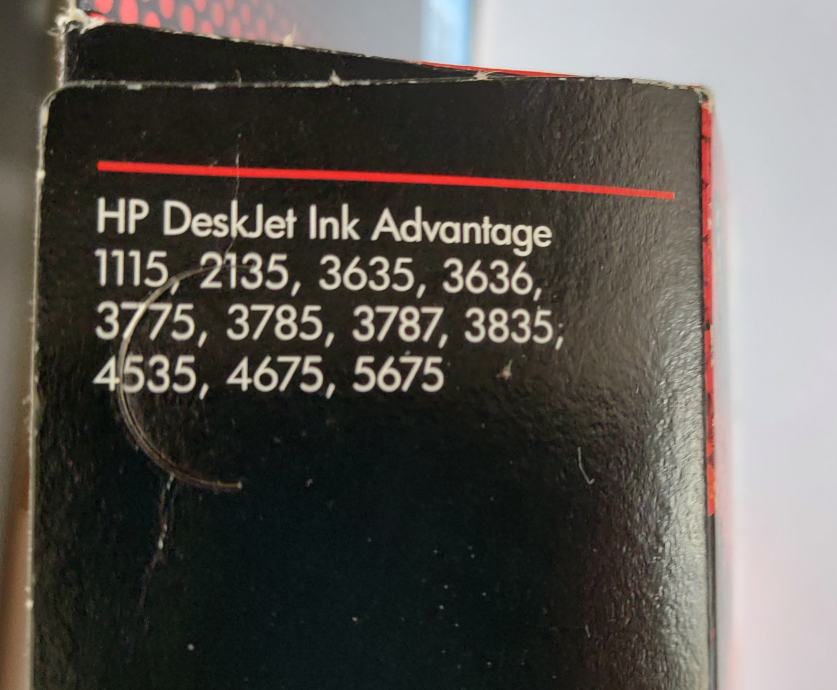 HP DeskJet Ink Advantage
1115, 2135, 3635, 3636,
3775, 3785, 3787, 3835,
4535, 4675, 5675